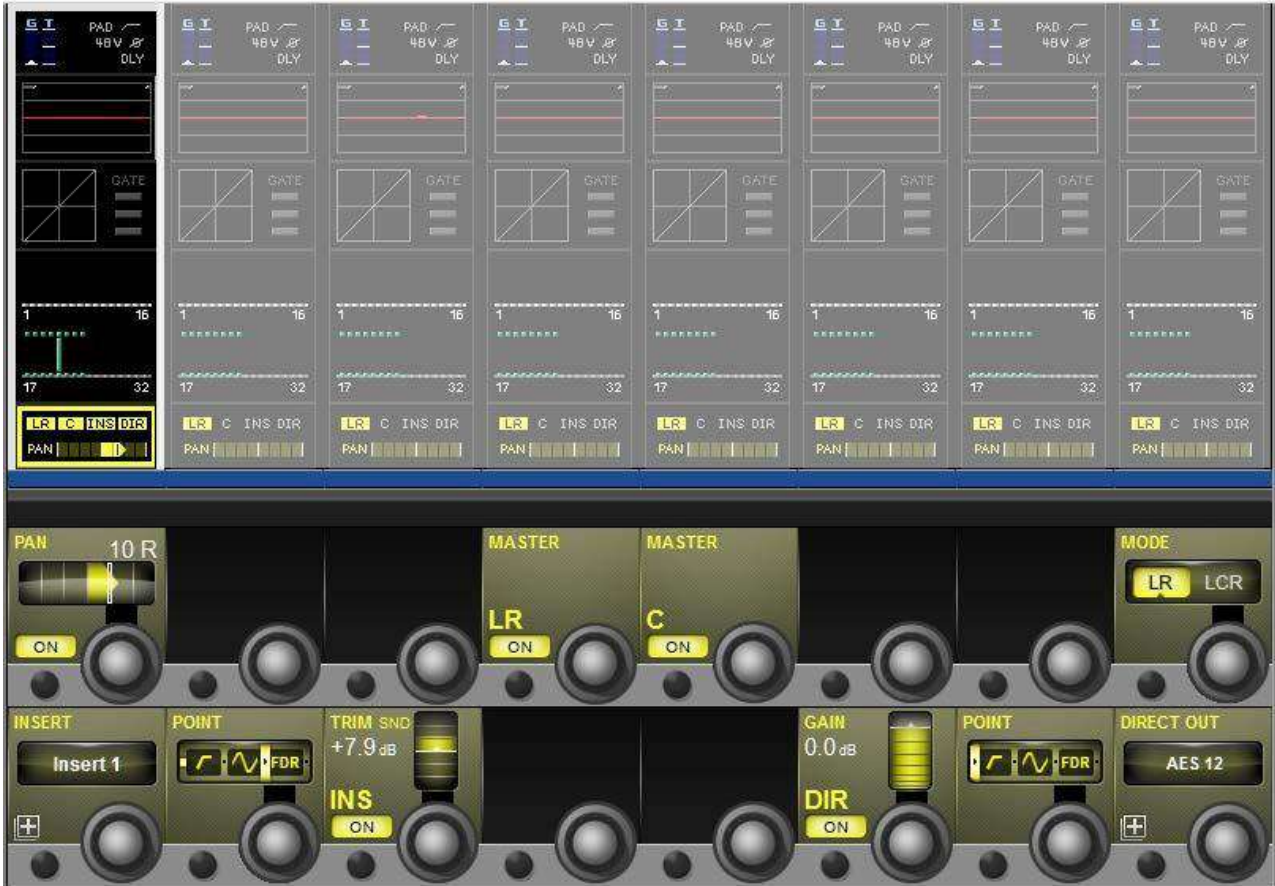 G T PAD G T PAD G T PAD G T PAD G T PAD G T PAD G T PAD G T PAD
48V 48V 48V 48V 48V 48V 48V 48V
DLY DLY DLY DLY DLY DLY DLY DLY
GATE GATE GATE GATE GATE GATE GATE GATE
1 16 1 16 1 16 1 16 1 16 1 16 1 16 1 16
17 32 17 32 17 32 17 32 17 32 17 32 17 32 17 32
LR C INS DIR LR C INS DIR LR C INS DIR LR C INS DIR LR C INS DIR LR C INS DIR LR C INS DIR LR C INS DIR
PAN PAN PAN PAN PAN PAN PAN PAN
PAN MASTER MASTER MODE
10 R
LR LCR
LR C
ON ON ON
INSERT POINT TRIM SND GAIN POINT DIRECT OUT
+7.9 dB 0.0 dB
Insert 1 FDR FDR AES 12
INS DIR
ON ON